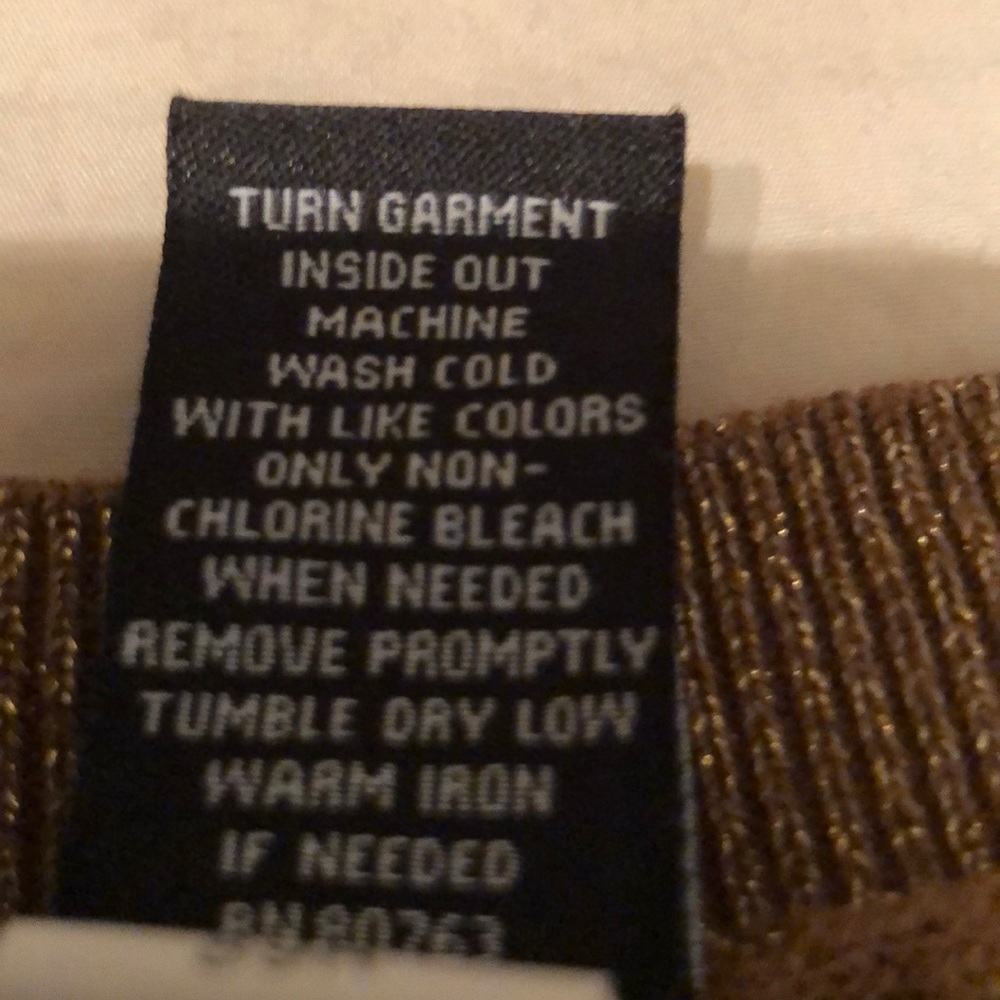 TURN GARMENT
INSIDE OUT
MACHINE
WASH COLD
WITH LIKE COLORS
ONLY NON-
CHLORINE BLEACH
WHEN NEEDED
REMOVE PROMPTLY
TUMBLE DRY LOW
WARM IRON
IF NEEDED